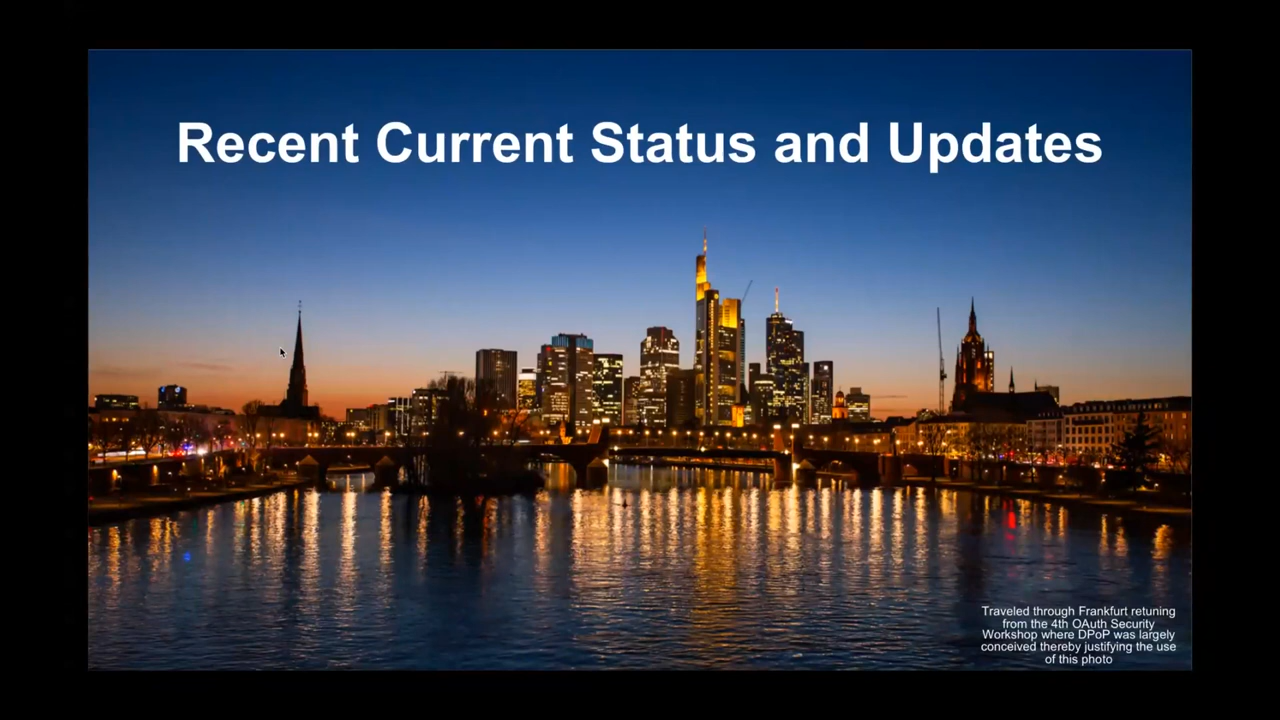 Recent Current Status and Updates
Traveled through Frankfurt retuning
from the 4th OAuth Security
Workshop where DPoP was largely
conceived thereby justifying the use
of this photo